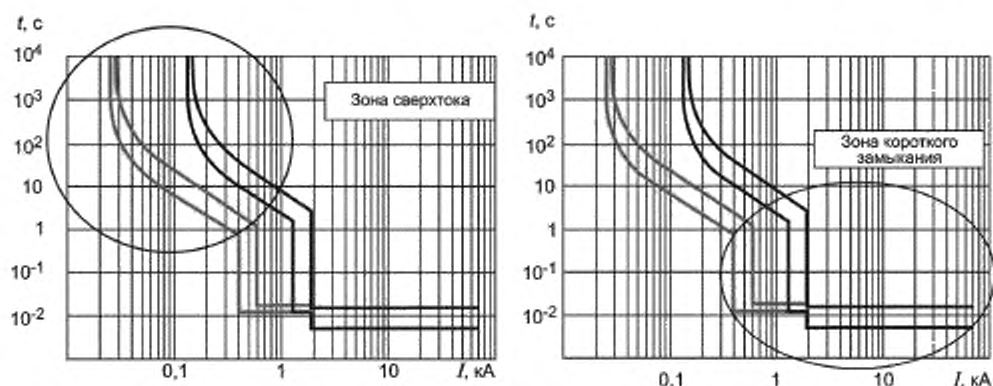 t, с
10⁴
10³
10²
10
1
10⁻¹
10⁻²
0,1
1
10
I, кА
Зона сверхтока
t, с
10⁴
10³
10²
10
1
10⁻¹
10⁻²
0,1
1
10
I, кА
Зона короткого
замыкания